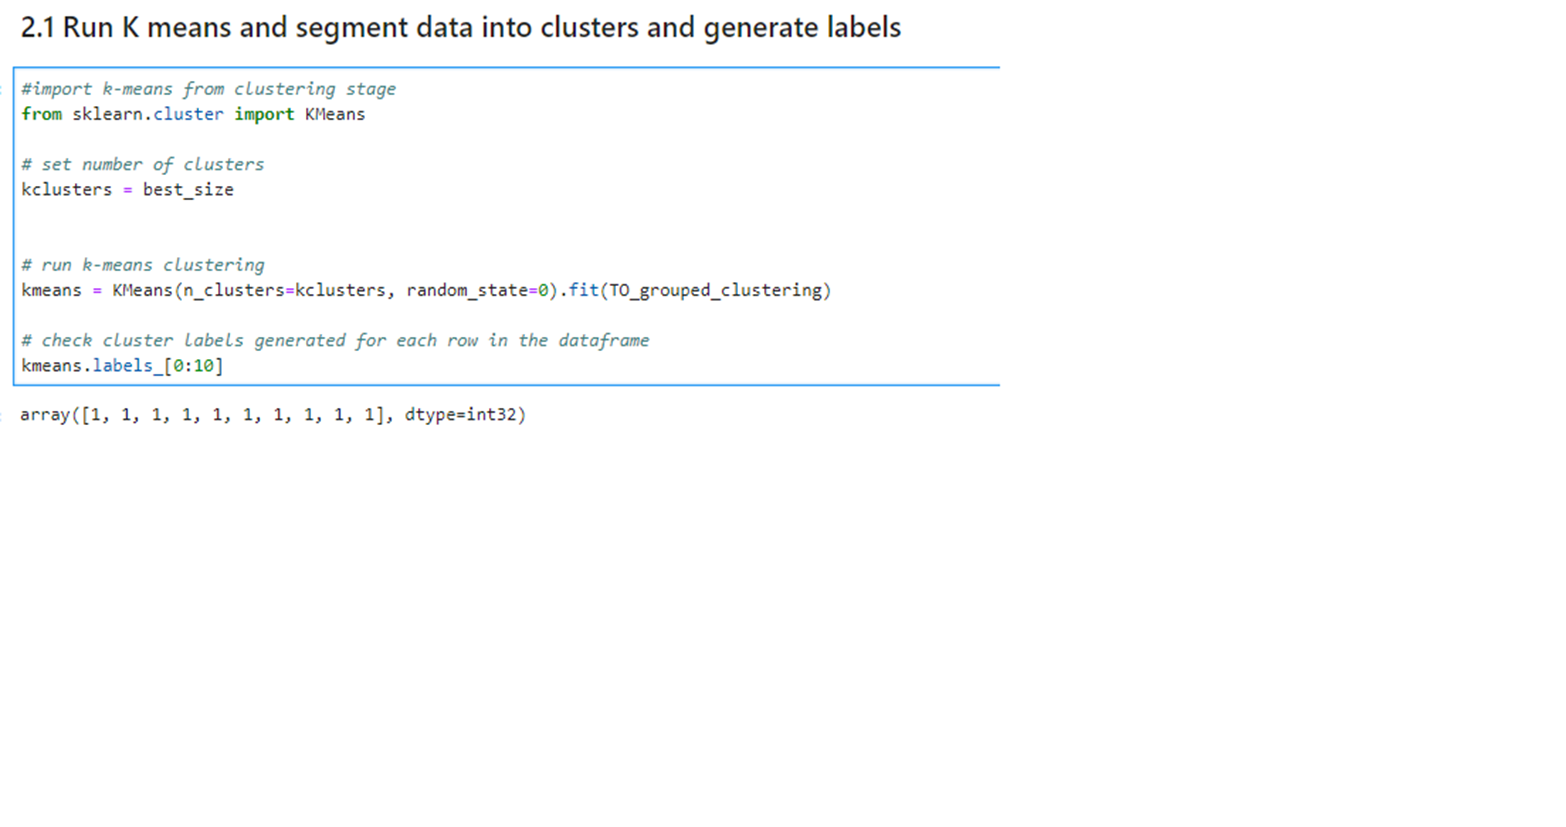 2.1 Run K means and segment data into clusters and generate labels
#import k-means from clustering stage
from sklearn.cluster import KMeans
# set number of clusters
kclusters = best_size
# run k-means clustering
kmeans = KMeans(n_clusters=kclusters, random_state=0).fit(TO_grouped_clustering)
# check cluster labels generated for each row in the dataframe
kmeans.labels_[0:10]
array([1, 1, 1, 1, 1, 1, 1, 1, 1, 1], dtype=int32)